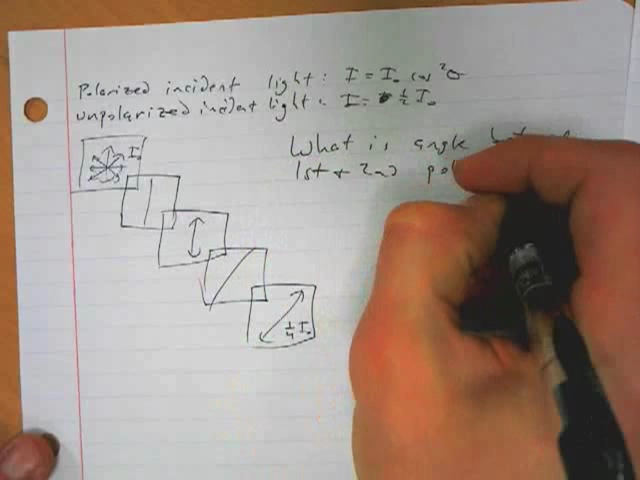 Polarized incident light: I = I₀ cos²θ
unpolarized incident light: I = ½ I₀
What is angle
1st + 2nd
I₀
¼ I₀